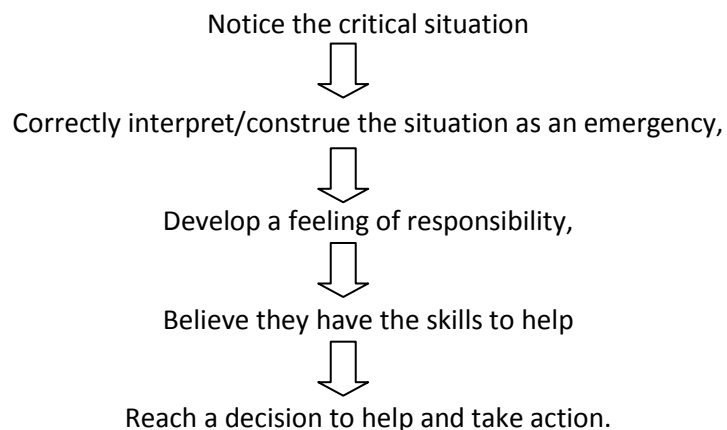 Notice the critical situation
Correctly interpret/construe the situation as an emergency,
Develop a feeling of responsibility,
Believe they have the skills to help
Reach a decision to help and take action.